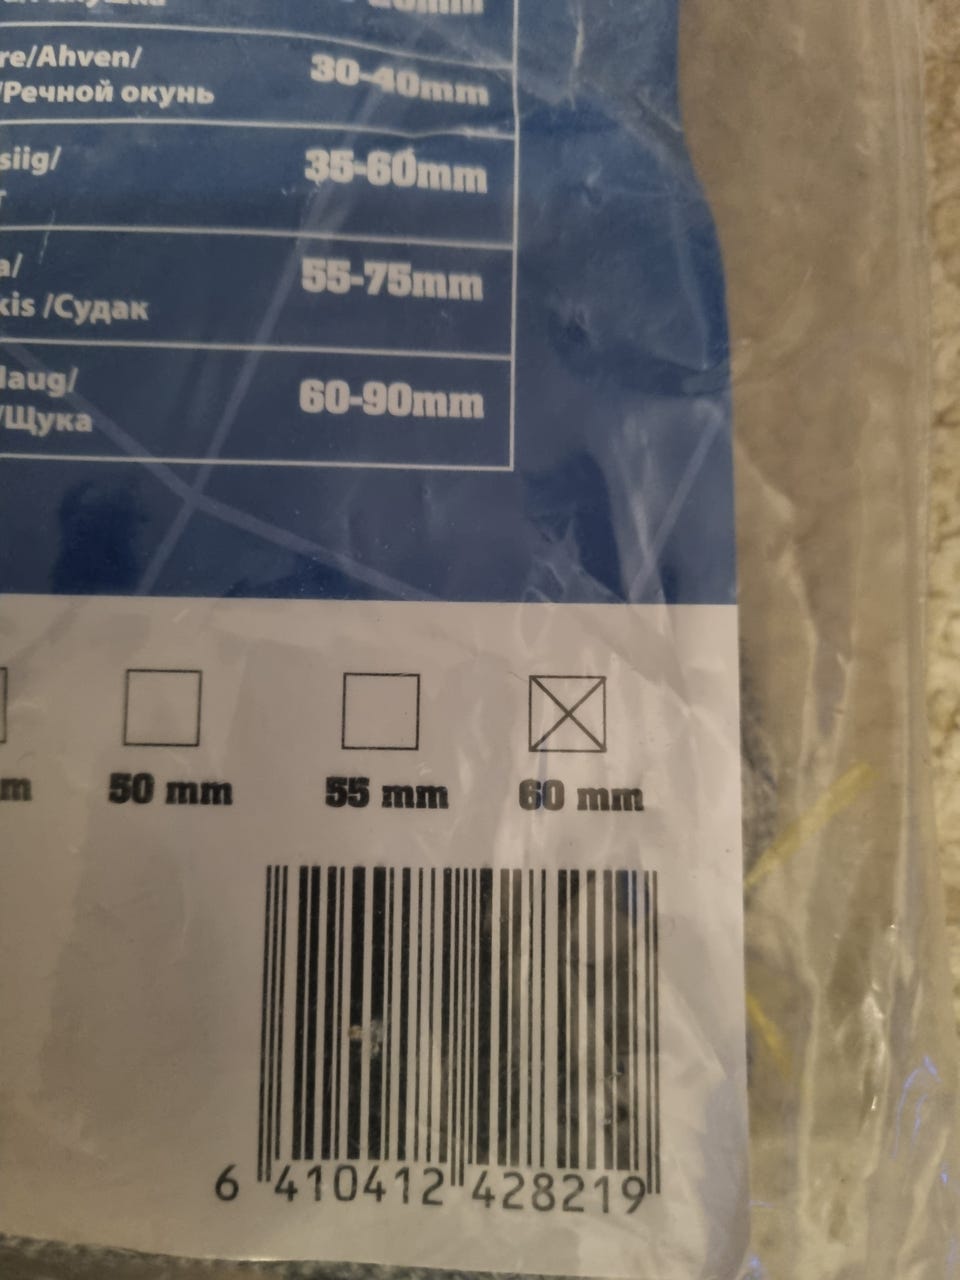 30-40mm
re/Ahven/
/Речной окунь
siig/
35-60mm
a/
55-75mm
kis /Судак
laug/
60-90mm
/Щука
m
50 mm
55 mm
60 mm
6 410412 428219